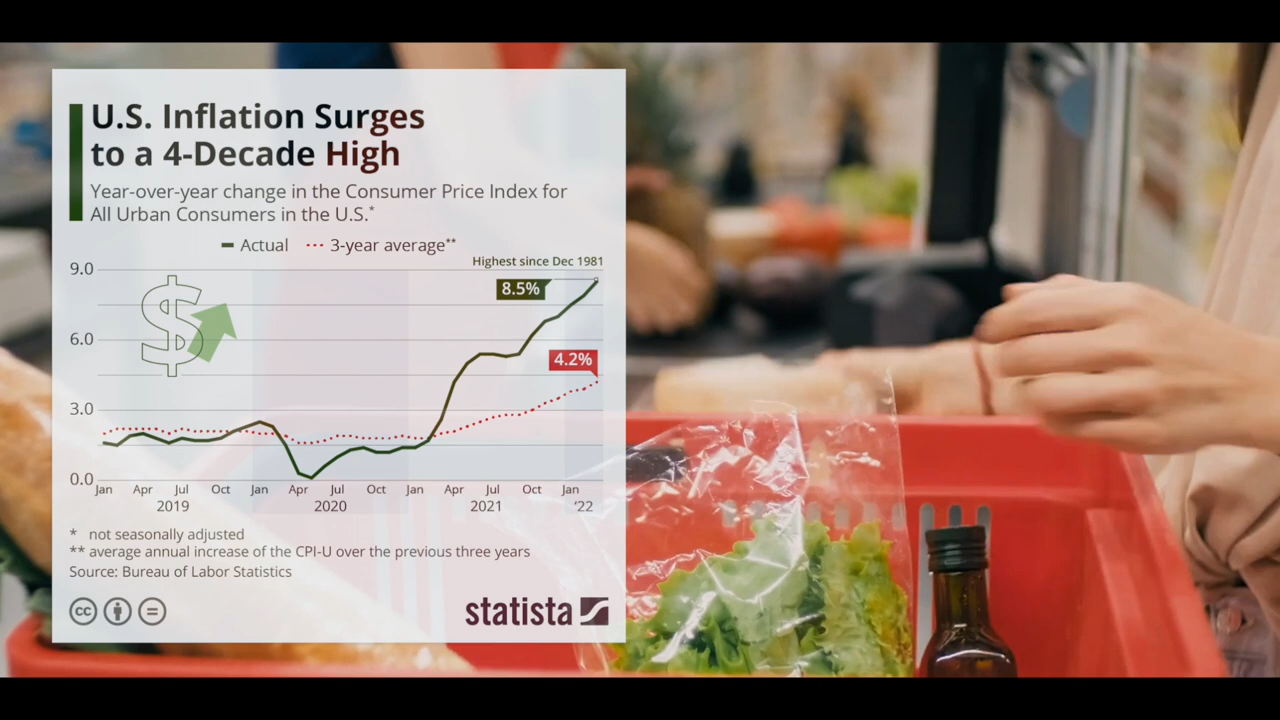 U.S. Inflation Surges
to a 4-Decade High
Year-over-year change in the Consumer Price Index for
All Urban Consumers in the U.S.*
Actual 3-year average**
Highest since Dec 1981
9.0
8.5%
6.0
4.2%
3.0
0.0
Jan Apr Jul Oct Jan Apr Jul Oct Jan Apr Jul Oct Jan
2019 2020 2021 '22
* not seasonally adjusted
** average annual increase of the CPI-U over the previous three years
Source: Bureau of Labor Statistics
cc
statista